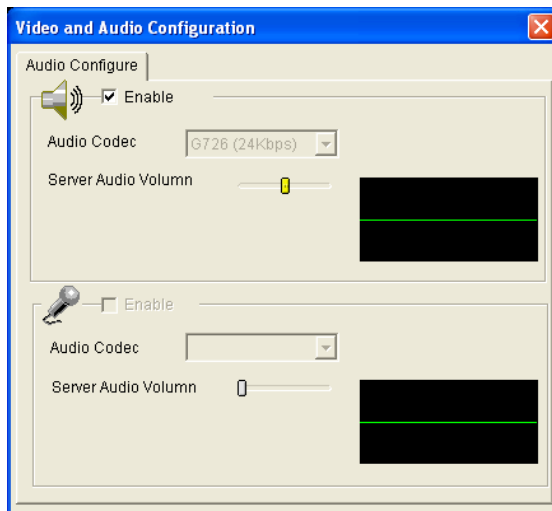 Video and Audio Configuration
Audio Configure
Enable
Audio Codec
G726 (24Kbps)
Server Audio Volumn
Enable
Audio Codec
Server Audio Volumn